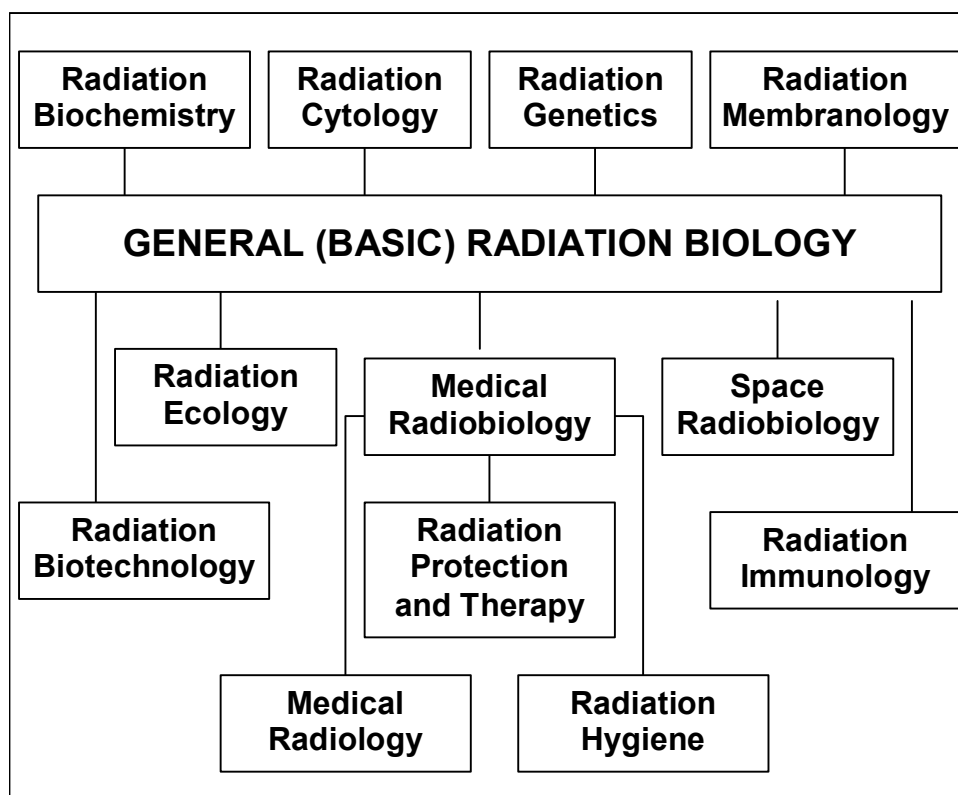 Radiation
Biochemistry
Radiation
Cytology
Radiation
Genetics
Radiation
Membranology
GENERAL (BASIC) RADIATION BIOLOGY
Radiation
Ecology
Medical
Radiobiology
Space
Radiobiology
Radiation
Biotechnology
Radiation
Protection
and Therapy
Radiation
Immunology
Medical
Radiology
Radiation
Hygiene